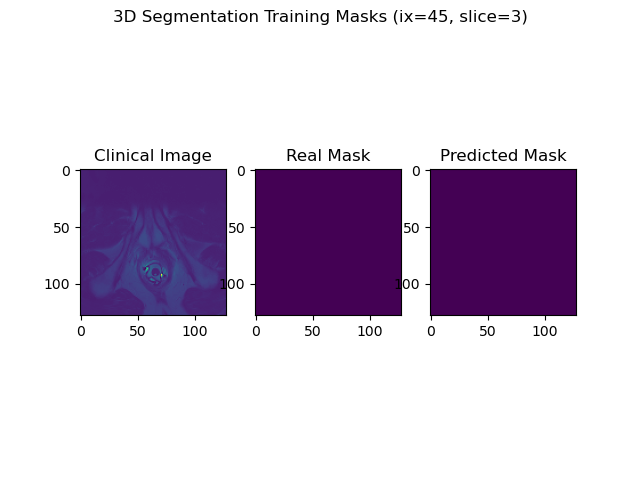 3D Segmentation Training Masks (ix=45, slice=3)
Clinical Image Real Mask Predicted Mask
0 0 0
50 50 50
100 100 100
0 50 100 0 50 100 0 50 100